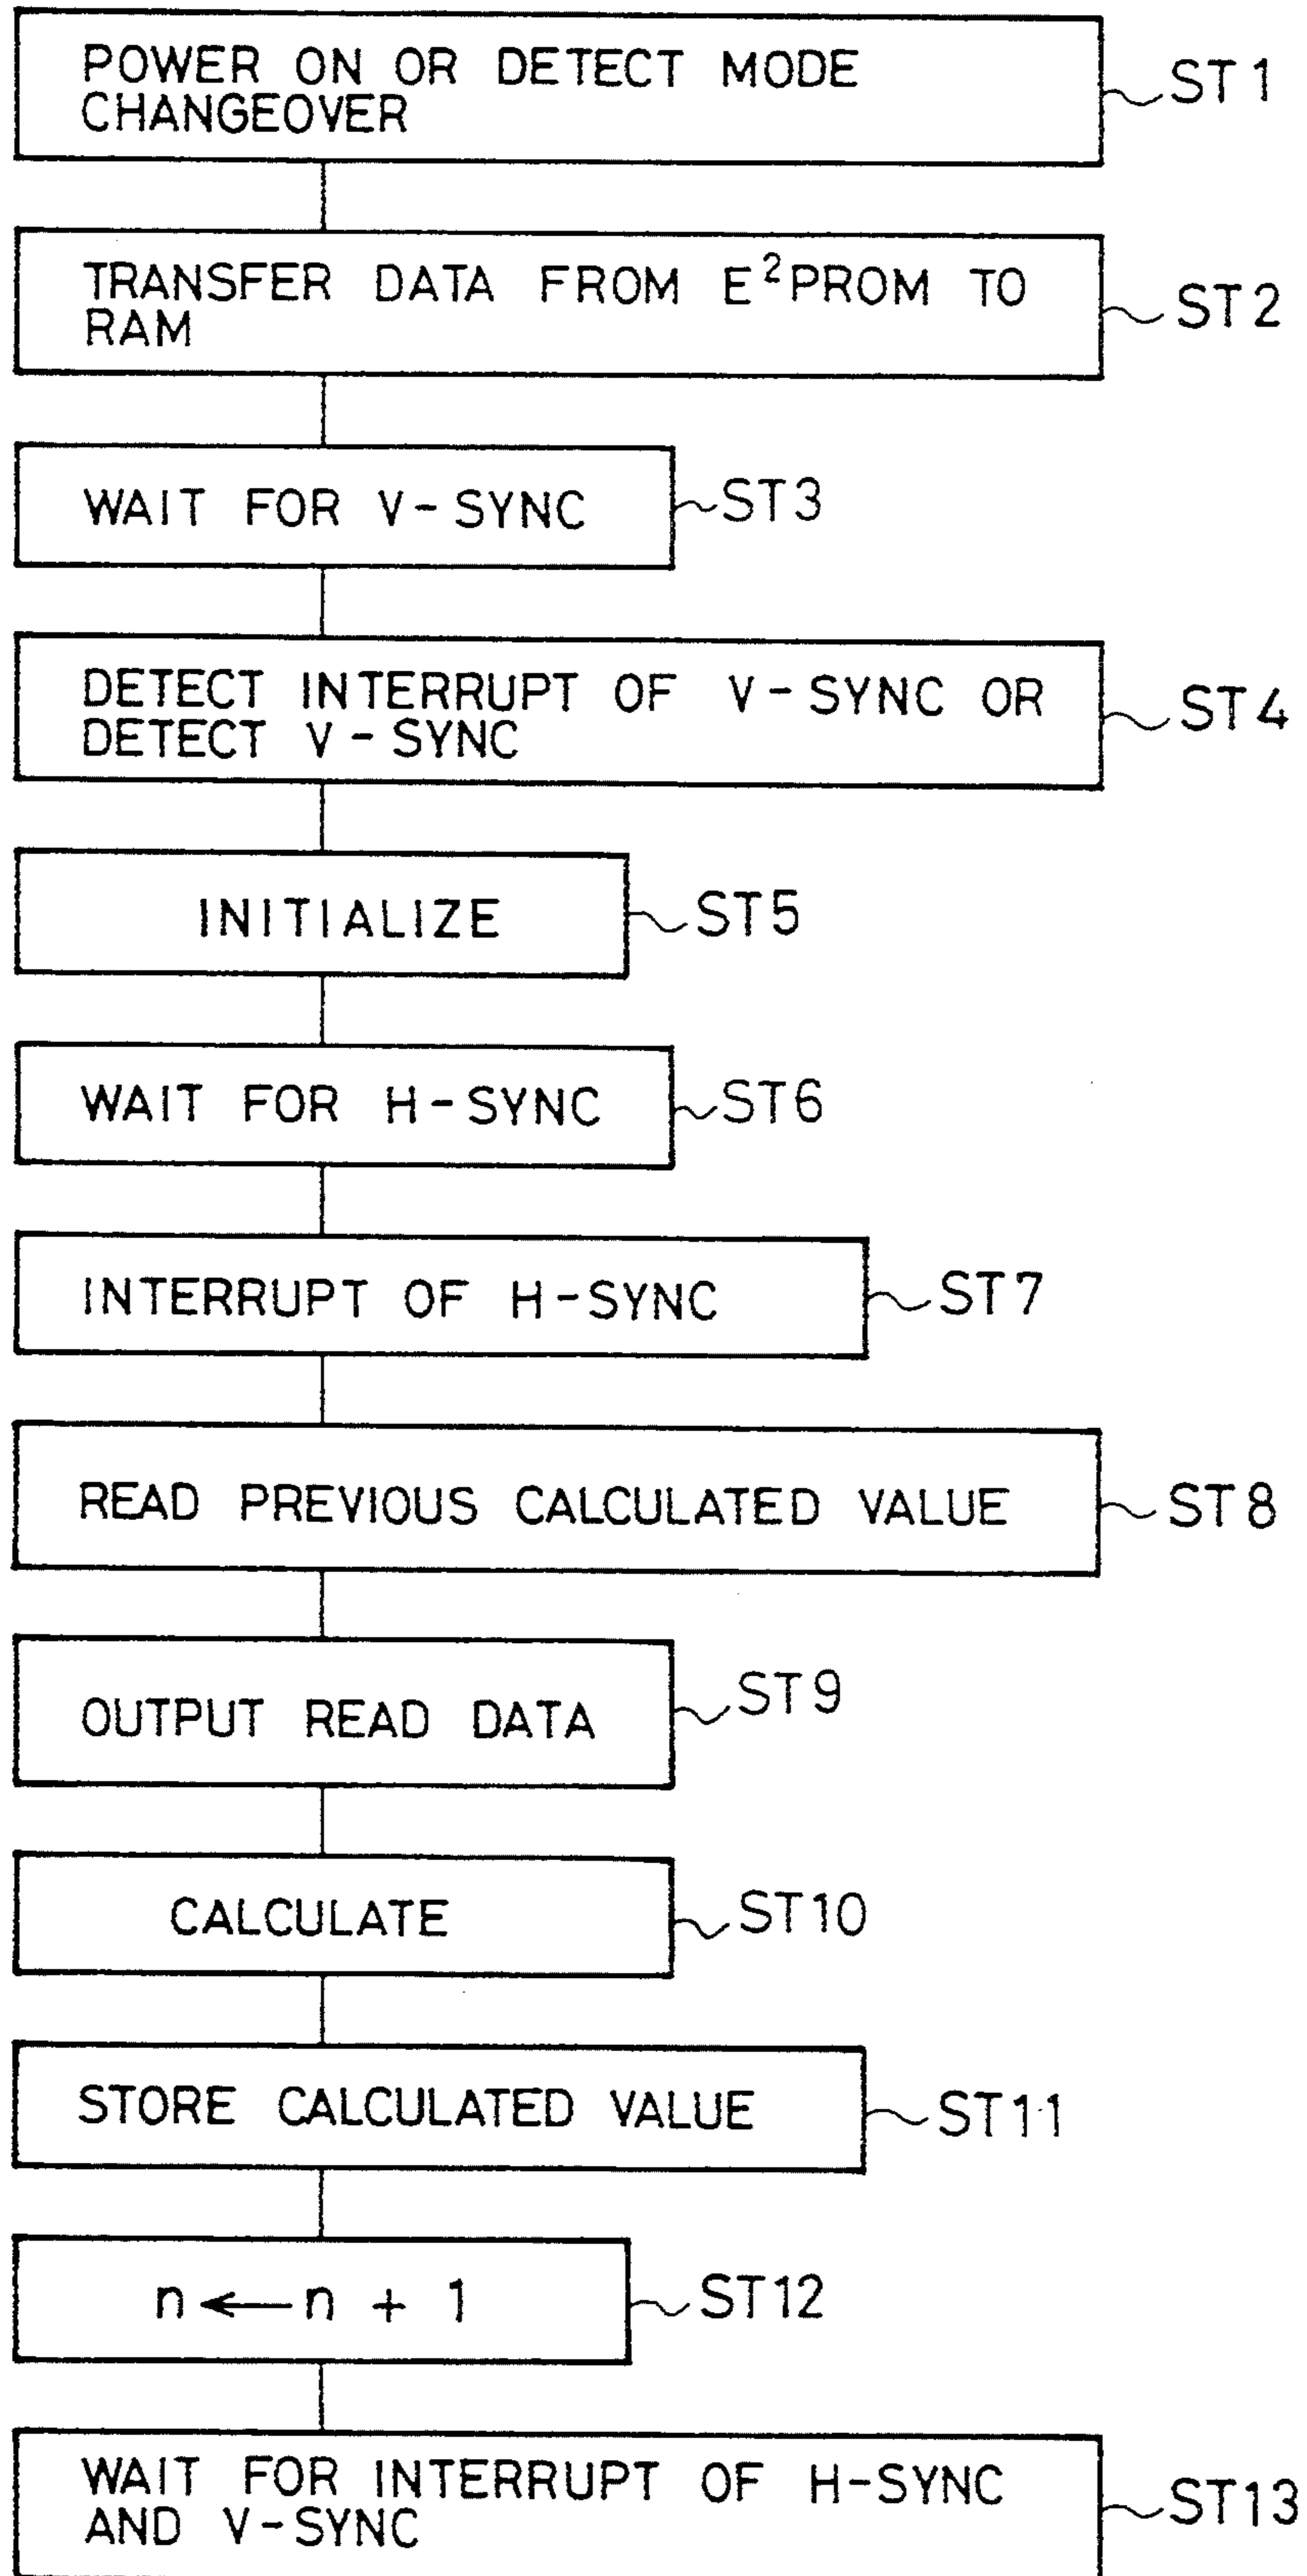 POWER ON OR DETECT MODE
CHANGEOVER
ST1
TRANSFER DATA FROM E²PROM TO
RAM
ST2
WAIT FOR V-SYNC
ST3
DETECT INTERRUPT OF V-SYNC OR
DETECT V-SYNC
ST4
INITIALIZE
ST5
WAIT FOR H-SYNC
ST6
INTERRUPT OF H-SYNC
ST7
READ PREVIOUS CALCULATED VALUE
ST8
OUTPUT READ DATA
ST9
CALCULATE
ST10
STORE CALCULATED VALUE
ST11
n ← n + 1
ST12
WAIT FOR INTERRUPT OF H-SYNC
AND V-SYNC
ST13